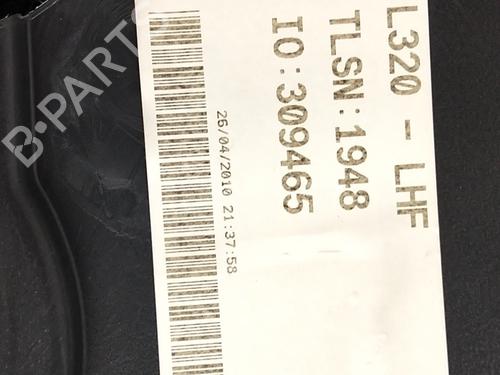 L320 - LHF
TLSN:1948
IO:309465
26/04/2010 21:37:58
B-PARTS